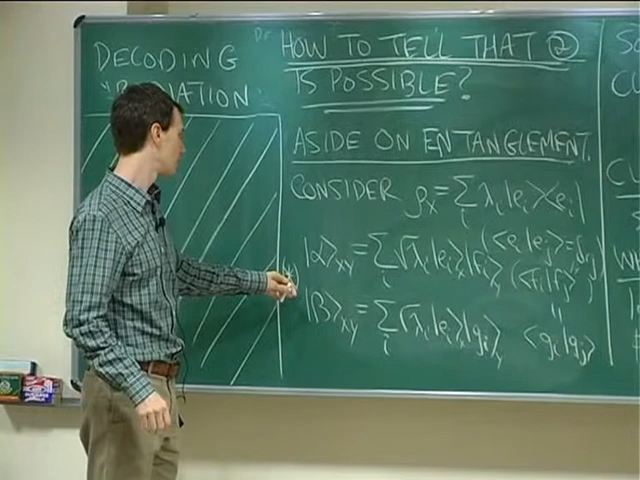 DECODING
RADIATION
HOW TO TELL THAT ②
IS POSSIBLE?
ASIDE ON ENTANGLEMENT.
CONSIDER ρ_X = Σ_i λ_i |e_i><e_i|
|α>_XY = Σ_i √λ_i |e_i>_X |f_i>_Y (<e_i|e_j> = δ_ij
(<f_i|f_j>
|β>_XY = Σ_i √λ_i |e_i>_X |g_i>_Y <g_i|g_j>